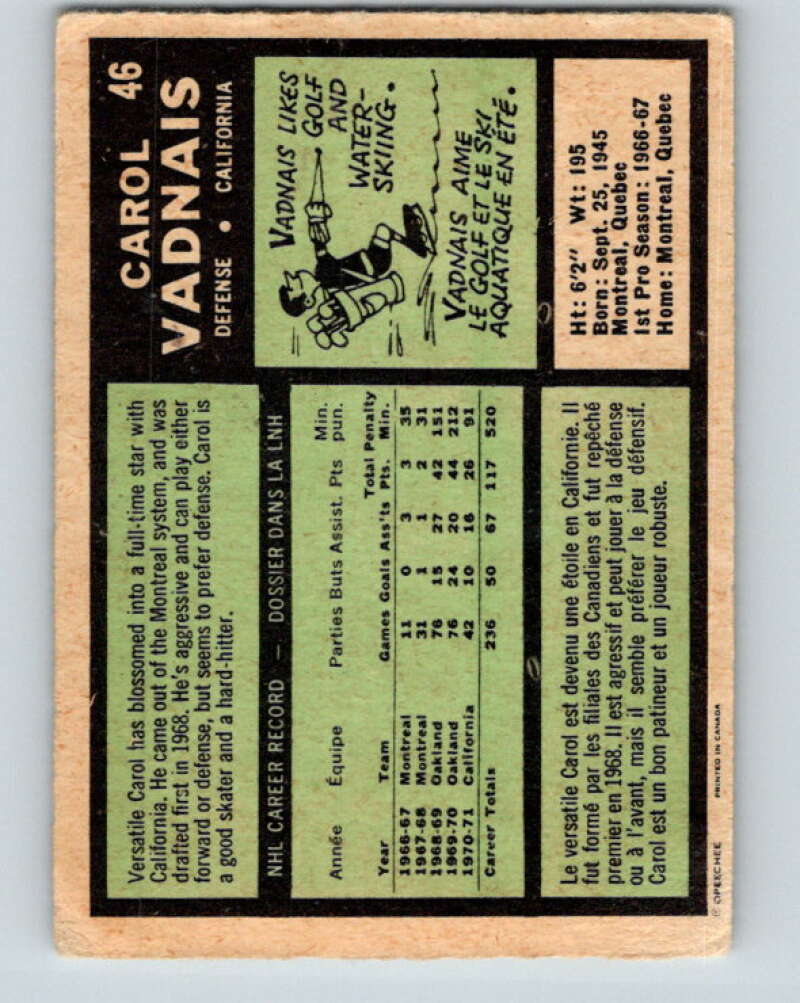 CAROL 46
VADNAIS
DEFENSE • CALIFORNIA
Versatile Carol has blossomed into a full-time star with
California. He came out of the Montreal system, and was
drafted first in 1968. He's aggressive and can play either
forward or defense, but seems to prefer defense. Carol is
a good skater and a hard-hitter.
VADNAIS LIKES
GOLF
AND
WATER-
SKIING.
VADNAIS AIME
LE GOLF ET LE SKI
AQUATIQUE EN ÉTÉ.
NHL CAREER RECORD — DOSSIER DANS LA LNH
Année Équipe Parties Buts Assist. Pts Min. pun.
Year Team Games Goals Ass'ts Total Pts. Penalty Min.
1966-67 Montreal 11 0 3 3 35
1967-68 Montreal 31 1 1 2 31
1968-69 Oakland 76 15 27 42 151
1969-70 Oakland 76 24 20 44 212
1970-71 California 42 10 16 26 91
Career Totals 236 50 67 117 520
Ht: 6'2" Wt: 195
Born: Sept. 25, 1945
Montreal, Quebec
1st Pro Season: 1966-67
Home: Montreal, Quebec
Le versatile Carol est devenu une étoile en Californie. Il
fut formé par les filiales des Canadiens et fut repêché
premier en 1968. Il est agressif et peut jouer à la défense
ou à l'avant, mais il semble préférer le jeu défensif.
Carol est un bon patineur et un joueur robuste.
© OPEECHEE PRINTED IN CANADA